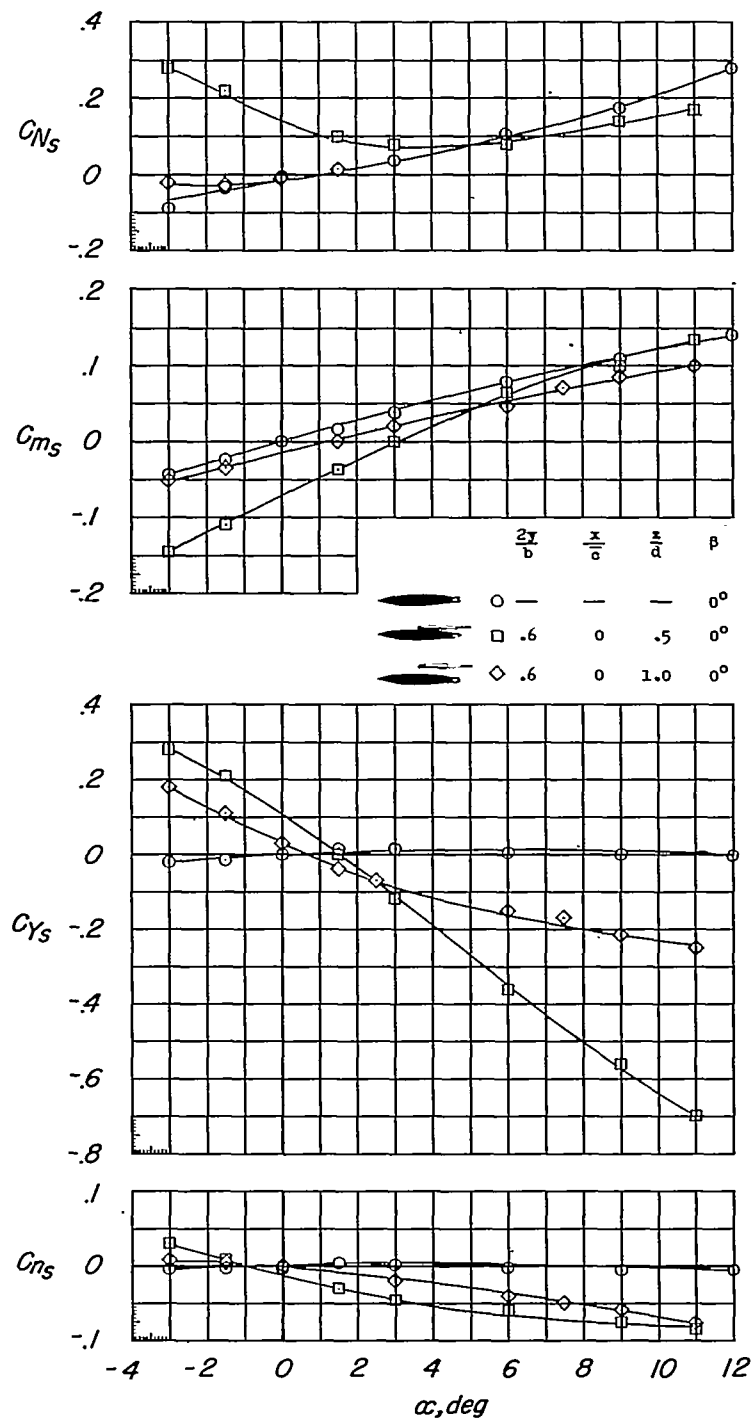 .4
.2
C_{N_s}
0
-.2
.2
.1
C_{m_s}
0
-.1
-.2
2y/b x/c̄ z/d β
— — — 0°
.6 0 .5 0°
.6 0 1.0 0°
.4
.2
0
C_{Y_s}
-.2
-.4
-.6
-.8
.1
C_{n_s}
0
-.1
-4 -2 0 2 4 6 8 10 12
α, deg